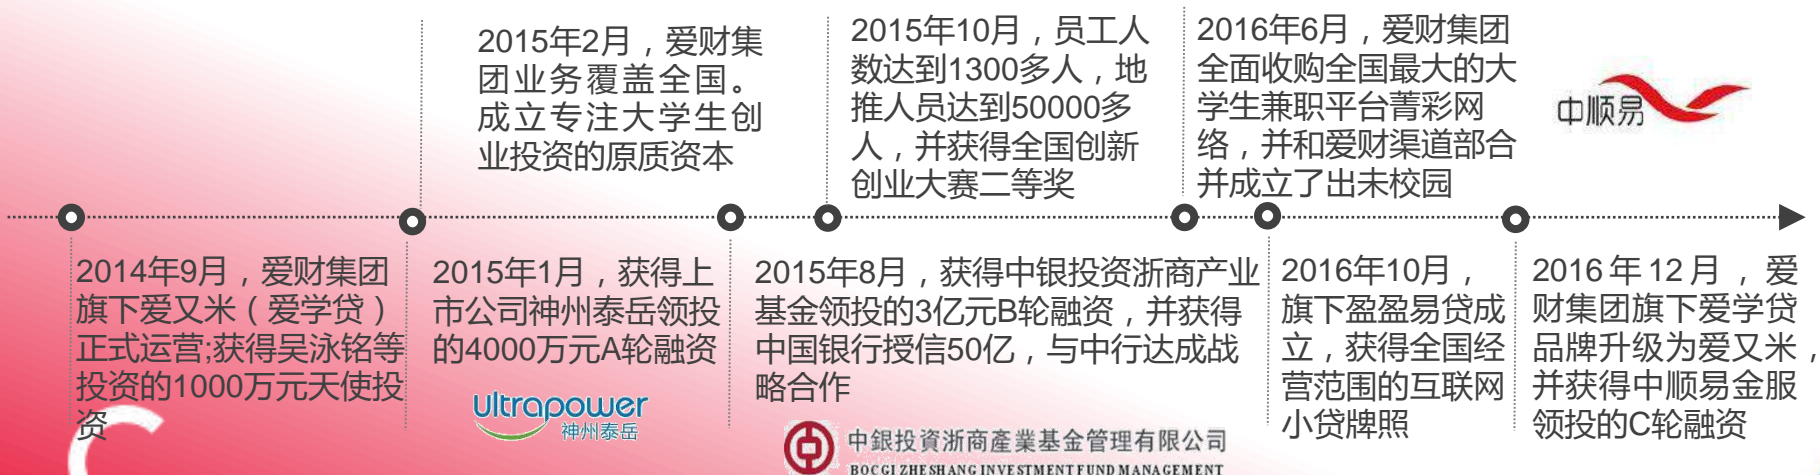 2015年2月，爱财集
团业务覆盖全国。
成立专注大学生创
业投资的原质资本
2015年10月，员工人
数达到1300多人，地
推人员达到50000多
人，并获得全国创新
创业大赛二等奖
2016年6月，爱财集团
全面收购全国最大的大
学生兼职平台菁彩网
络，并和爱财渠道部合
并成立了出未校园
中顺易
2014年9月，爱财集团
旗下爱又米（爱学贷）
正式运营;获得吴泳铭等
投资的1000万元天使投
资
2015年1月，获得上
市公司神州泰岳领投
的4000万元A轮融资
Ultrapower
神州泰岳
2015年8月，获得中银投资浙商产业
基金领投的3亿元B轮融资，并获得
中国银行授信50亿，与中行达成战
略合作
中銀投資浙商產業基金管理有限公司
BOCGI ZHESHANG INVESTMENT FUND MANAGEMENT
2016年10月，
旗下盈盈易贷成
立，获得全国经
营范围的互联网
小贷牌照
2016年12月，爱
财集团旗下爱学贷
品牌升级为爱又米，
并获得中顺易金服
领投的C轮融资